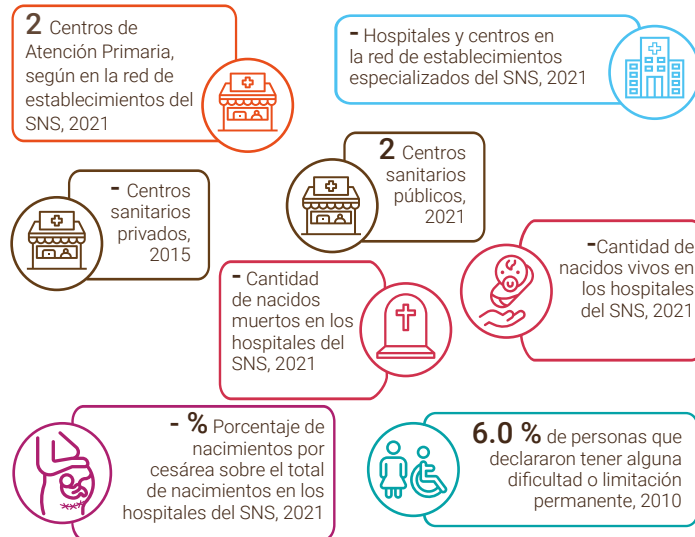 2 Centros de
Atención Primaria,
según en la red de
establecimientos del
SNS, 2021
- Hospitales y centros en
la red de establecimientos
especializados del SNS, 2021
- Centros
sanitarios
privados,
2015
2 Centros
sanitarios
públicos,
2021
- Cantidad
de nacidos
muertos en los
hospitales del
SNS, 2021
-Cantidad de
nacidos vivos en
los hospitales
del SNS, 2021
- % Porcentaje de
nacimientos por
cesárea sobre el total
de nacimientos en los
hospitales del SNS, 2021
6.0 % de personas que
declararon tener alguna
dificultad o limitación
permanente, 2010